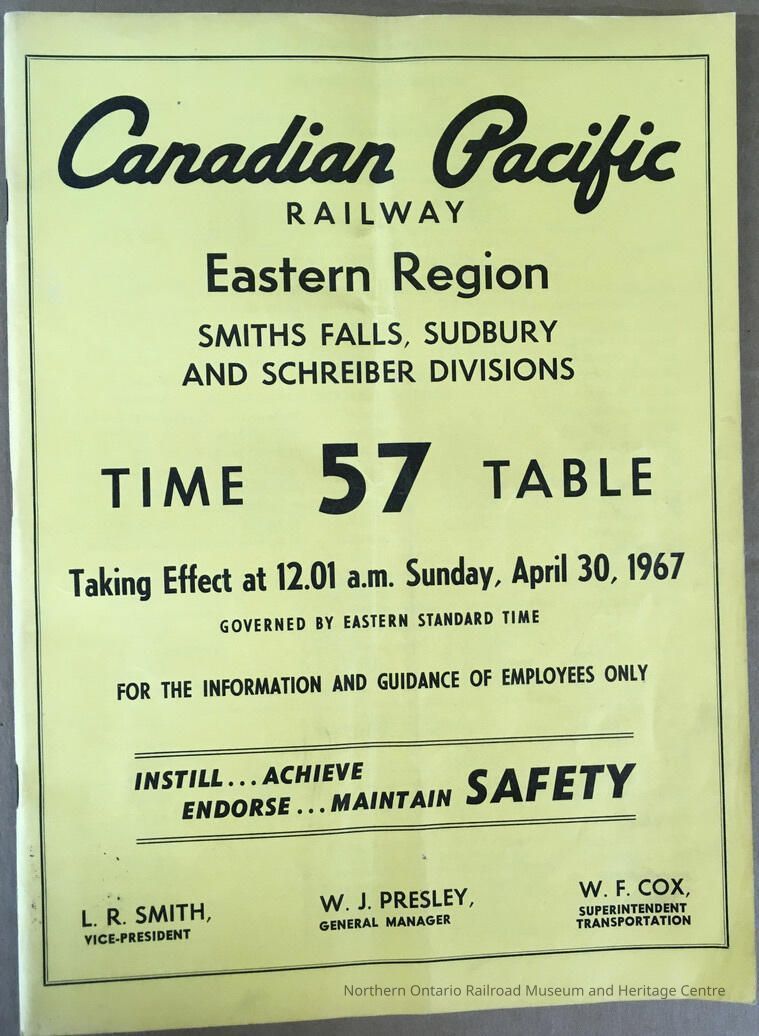 Canadian Pacific
RAILWAY
Eastern Region
SMITHS FALLS, SUDBURY
AND SCHREIBER DIVISIONS
TIME 57 TABLE
Taking Effect at 12.01 a.m. Sunday, April 30, 1967
GOVERNED BY EASTERN STANDARD TIME
FOR THE INFORMATION AND GUIDANCE OF EMPLOYEES ONLY
INSTILL...ACHIEVE
ENDORSE...MAINTAIN SAFETY
L. R. SMITH,
VICE-PRESIDENT
W. J. PRESLEY,
GENERAL MANAGER
W. F. COX,
SUPERINTENDENT
TRANSPORTATION
Northern Ontario Railroad Museum and Heritage Centre